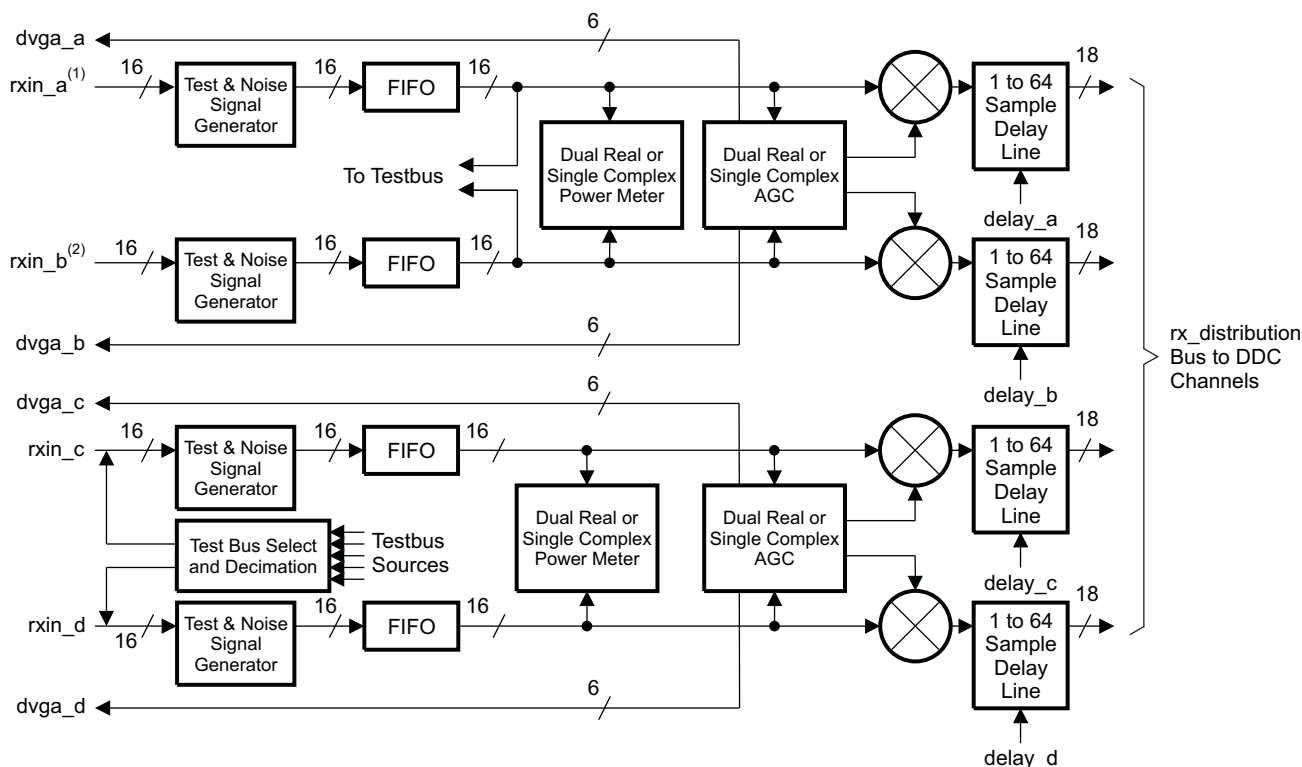 6
dvga_a
16
rxin_a(1)
Test & Noise
Signal
Generator
16
FIFO
16
1 to 64
Sample
Delay
Line
18
Dual Real or
Single Complex
Power Meter
Dual Real or
Single Complex
AGC
To Testbus
delay_a
16
rxin_b(2)
Test & Noise
Signal
Generator
16
FIFO
16
1 to 64
Sample
Delay
Line
18
6
dvga_b
delay_b
rx_distribution
Bus to DDC
Channels
6
dvga_c
16
rxin_c
Test & Noise
Signal
Generator
16
FIFO
16
1 to 64
Sample
Delay
Line
18
Dual Real or
Single Complex
Power Meter
Dual Real or
Single Complex
AGC
Test Bus Select
and Decimation
Testbus
Sources
delay_c
rxin_d
16
Test & Noise
Signal
Generator
16
FIFO
16
1 to 64
Sample
Delay
Line
18
6
dvga_d
delay_d